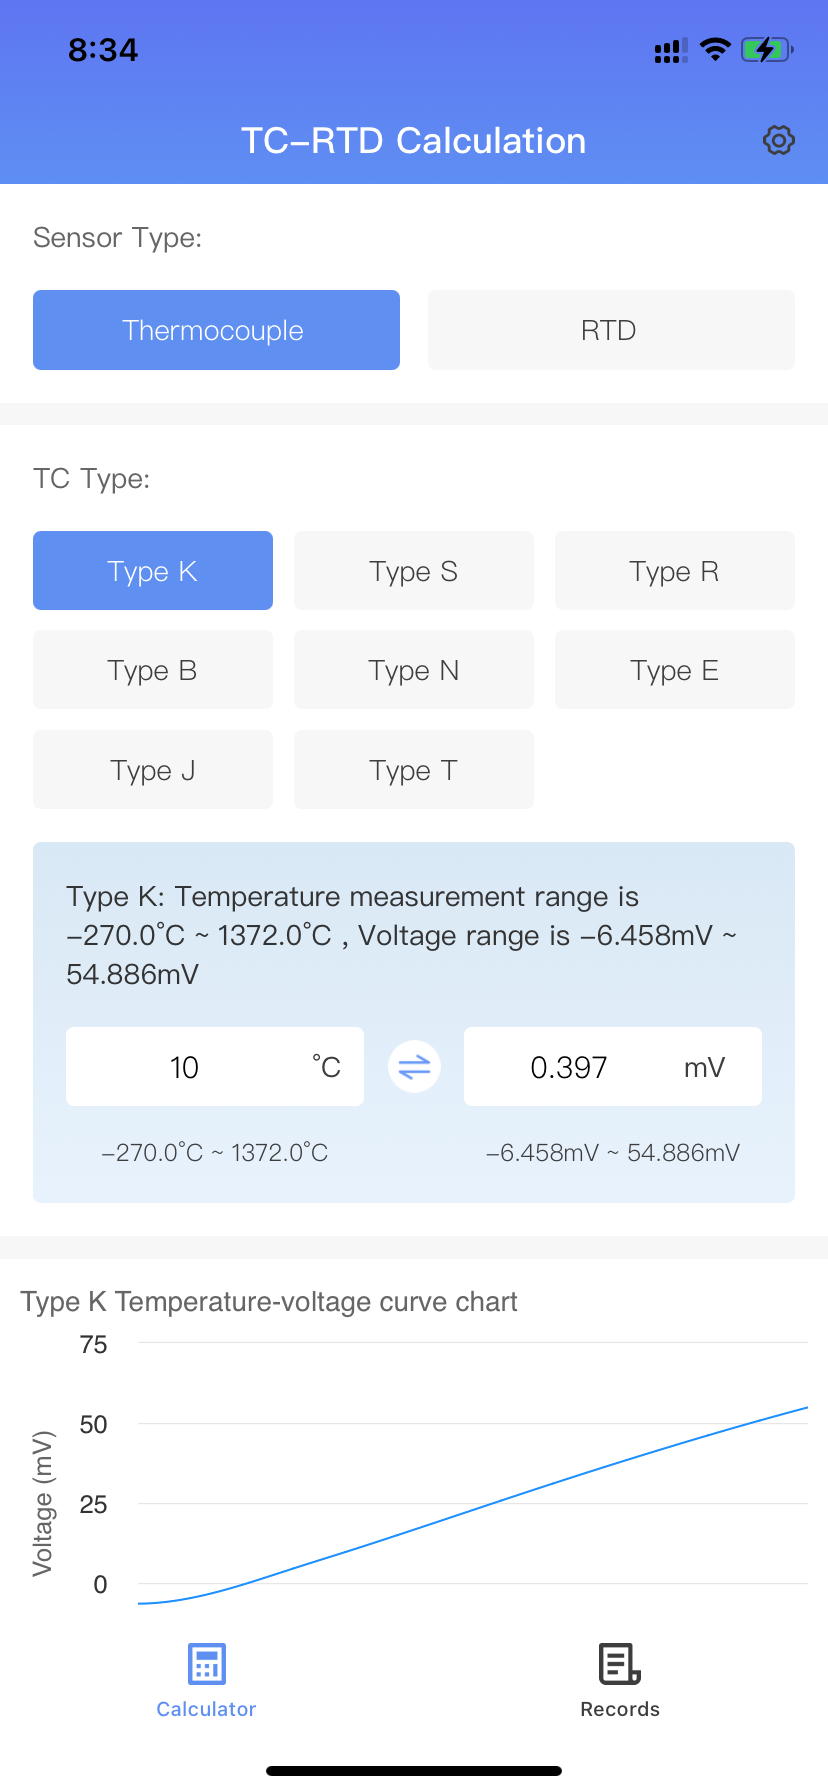 8:34
TC-RTD Calculation
Sensor Type:
Thermocouple
RTD
TC Type:
Type K
Type S
Type R
Type B
Type N
Type E
Type J
Type T
Type K: Temperature measurement range is
-270.0°C ~ 1372.0°C , Voltage range is -6.458mV ~
54.886mV
10 °C
0.397 mV
-270.0°C ~ 1372.0°C
-6.458mV ~ 54.886mV
Type K Temperature-voltage curve chart
75
50
25
0
Voltage (mV)
Calculator
Records